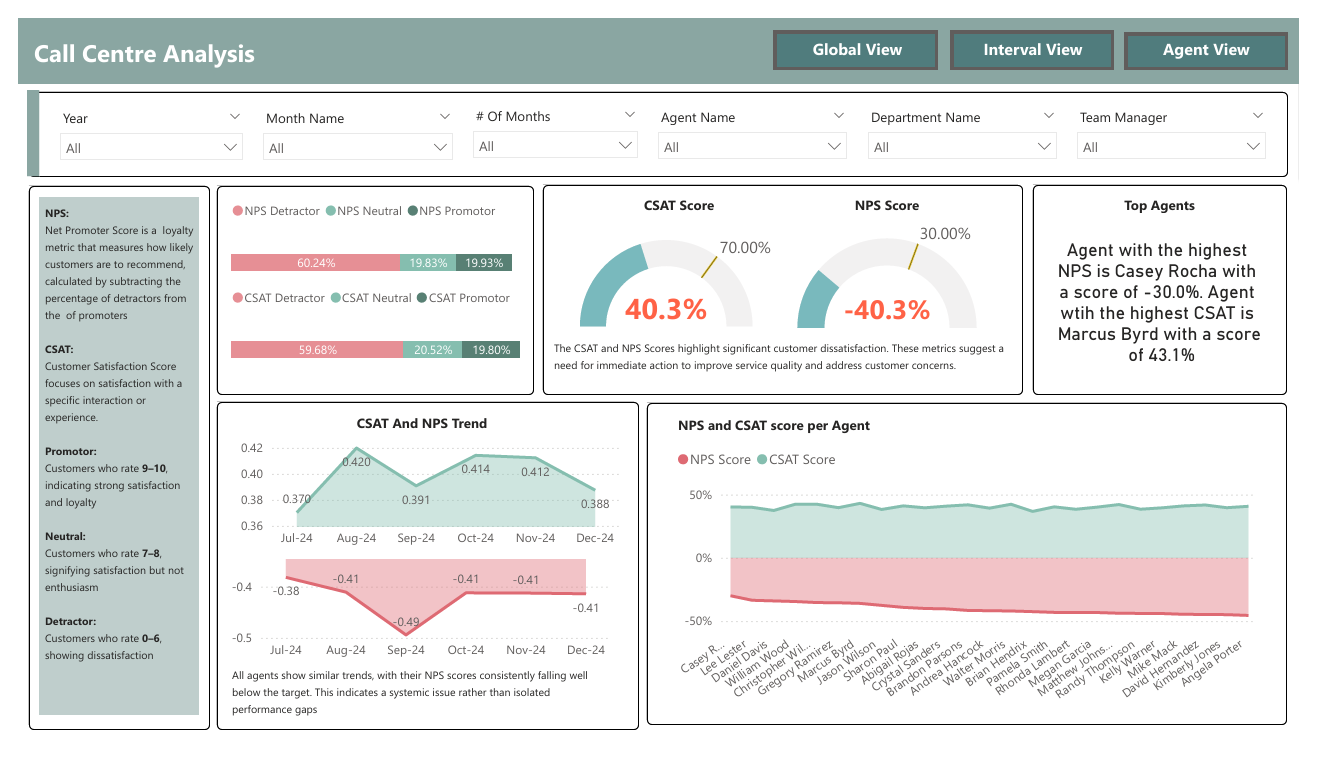 Call Centre Analysis
Global View
Interval View
Agent View
Year
Month Name
# Of Months
Agent Name
Department Name
Team Manager
All
All
All
All
All
All
NPS:
Net Promoter Score is a loyalty
metric that measures how likely
customers are to recommend,
calculated by subtracting the
percentage of detractors from
the of promoters
CSAT:
Customer Satisfaction Score
focuses on satisfaction with a
specific interaction or
experience.
Promotor:
Customers who rate 9–10,
indicating strong satisfaction
and loyalty
Neutral:
Customers who rate 7–8,
signifying satisfaction but not
enthusiasm
Detractor:
Customers who rate 0–6,
showing dissatisfaction
NPS Detractor NPS Neutral NPS Promotor
60.24% 19.83% 19.93%
CSAT Detractor CSAT Neutral CSAT Promotor
59.68% 20.52% 19.80%
CSAT Score
70.00%
40.3%
NPS Score
30.00%
-40.3%
The CSAT and NPS Scores highlight significant customer dissatisfaction. These metrics suggest a
need for immediate action to improve service quality and address customer concerns.
Top Agents
Agent with the highest
NPS is Casey Rocha with
a score of -30.0%. Agent
wtih the highest CSAT is
Marcus Byrd with a score
of 43.1%
CSAT And NPS Trend
0.42
0.40
0.38
0.36
0.370
0.420
0.391
0.414
0.412
0.388
Jul-24 Aug-24 Sep-24 Oct-24 Nov-24 Dec-24
-0.4
-0.5
-0.38
-0.41
-0.49
-0.41
-0.41
-0.41
Jul-24 Aug-24 Sep-24 Oct-24 Nov-24 Dec-24
All agents show similar trends, with their NPS scores consistently falling well
below the target. This indicates a systemic issue rather than isolated
performance gaps
NPS and CSAT score per Agent
NPS Score CSAT Score
50%
0%
-50%
Casey R...
Lee Lester
Daniel Davis
William Wood
Christopher Wil...
Gregory Ramirez
Marcus Byrd
Jason Wilson
Sharon Paul
Abigail Rojas
Crystal Sanders
Brandon Parsons
Andrea Hancock
Walter Morris
Brian Hendrix
Pamela Smith
Rhonda Lambert
Megan Garcia
Matthew Johns...
Randy Thompson
Kelly Warner
Mike Mack
David Hernandez
Kimberly Jones
Angela Porter